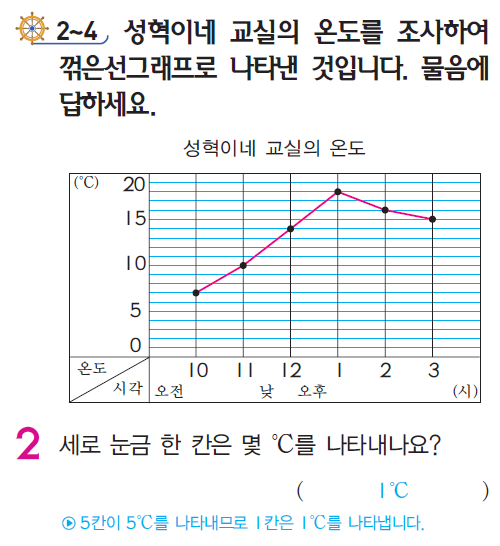 2~4 성혁이네 교실의 온도를 조사하여
꺾은선그래프로 나타낸 것입니다. 물음에
답하세요.
성혁이네 교실의 온도
(℃)
20
15
10
5
0
온도
시각
10 11 12 1 2 3
오전 낮 오후 (시)
2 세로 눈금 한 칸은 몇 ℃를 나타내나요?
( 1℃ )
5칸이 5℃를 나타내므로 1칸은 1℃를 나타냅니다.